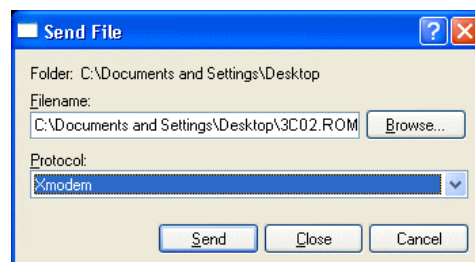 Send File
Folder: C:\Documents and Settings\Desktop
Filename:
C:\Documents and Settings\Desktop\3C02.ROM Browse...
Protocol:
Xmodem
Send Close Cancel